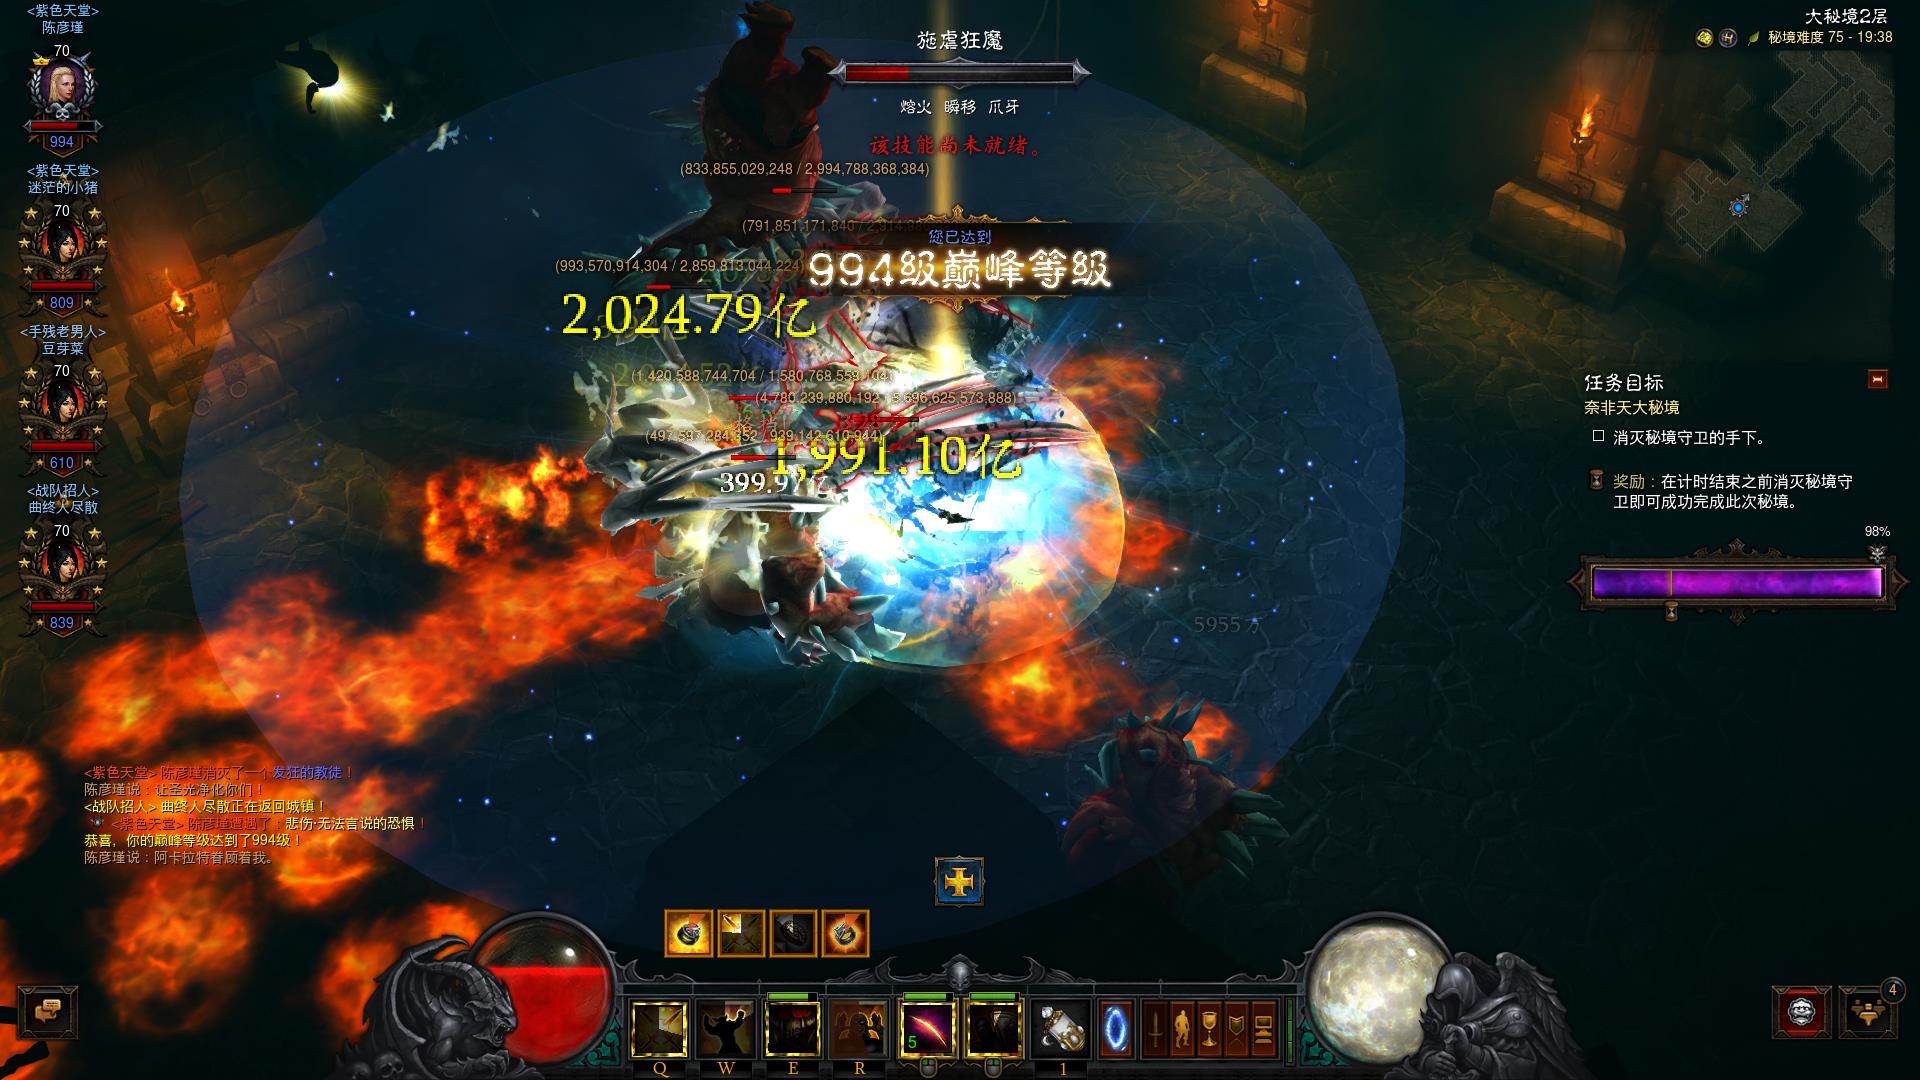 <紫色天堂>
陈彦瑾
70
994
<紫色天堂>
迷茫的小猪
70
809
<手残老男人>
豆芽菜
70
610
<战队招人>
曲终人尽散
70
839
施虐狂魔
熔火 瞬移 爪牙
该技能尚未就绪。
(833,855,029,248 / 2,994,788,368,384)
您已达到
994级巅峰等级
(993,570,914,304 / 2,859,813,044,224)
2,024.79亿
(4,780,239,880,192 / 5,696,625,573,888)
1,991.10亿
5955万
大秘境2层
秘境难度 75 - 19:38
任务目标
奈非天大秘境
消灭秘境守卫的手下。
奖励：在计时结束之前消灭秘境守
卫即可成功完成此次秘境。
98%
<紫色天堂> 陈彦瑾消灭了一个发狂的教徒！
陈彦瑾说：让圣光净化你们！
<战队招人> 曲终人尽散正在返回城镇！
<紫色天堂> 陈彦瑾遭遇了：悲伤·无法言说的恐惧！
恭喜，你的巅峰等级达到了994级！
陈彦瑾说：阿卡拉特眷顾着我。
5
Q W E R 1
4